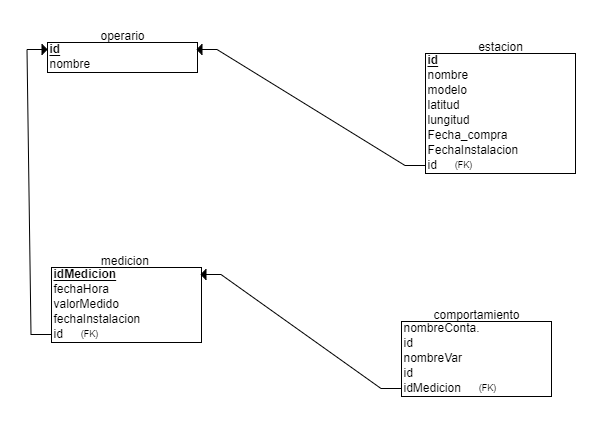 operario
id
nombre
estacion
id
nombre
modelo
latitud
lungitud
Fecha_compra
FechaInstalacion
id (FK)
medicion
idMedicion
fechaHora
valorMedido
fechaInstalacion
id (FK)
comportamiento
nombreConta.
id
nombreVar
id
idMedicion (FK)